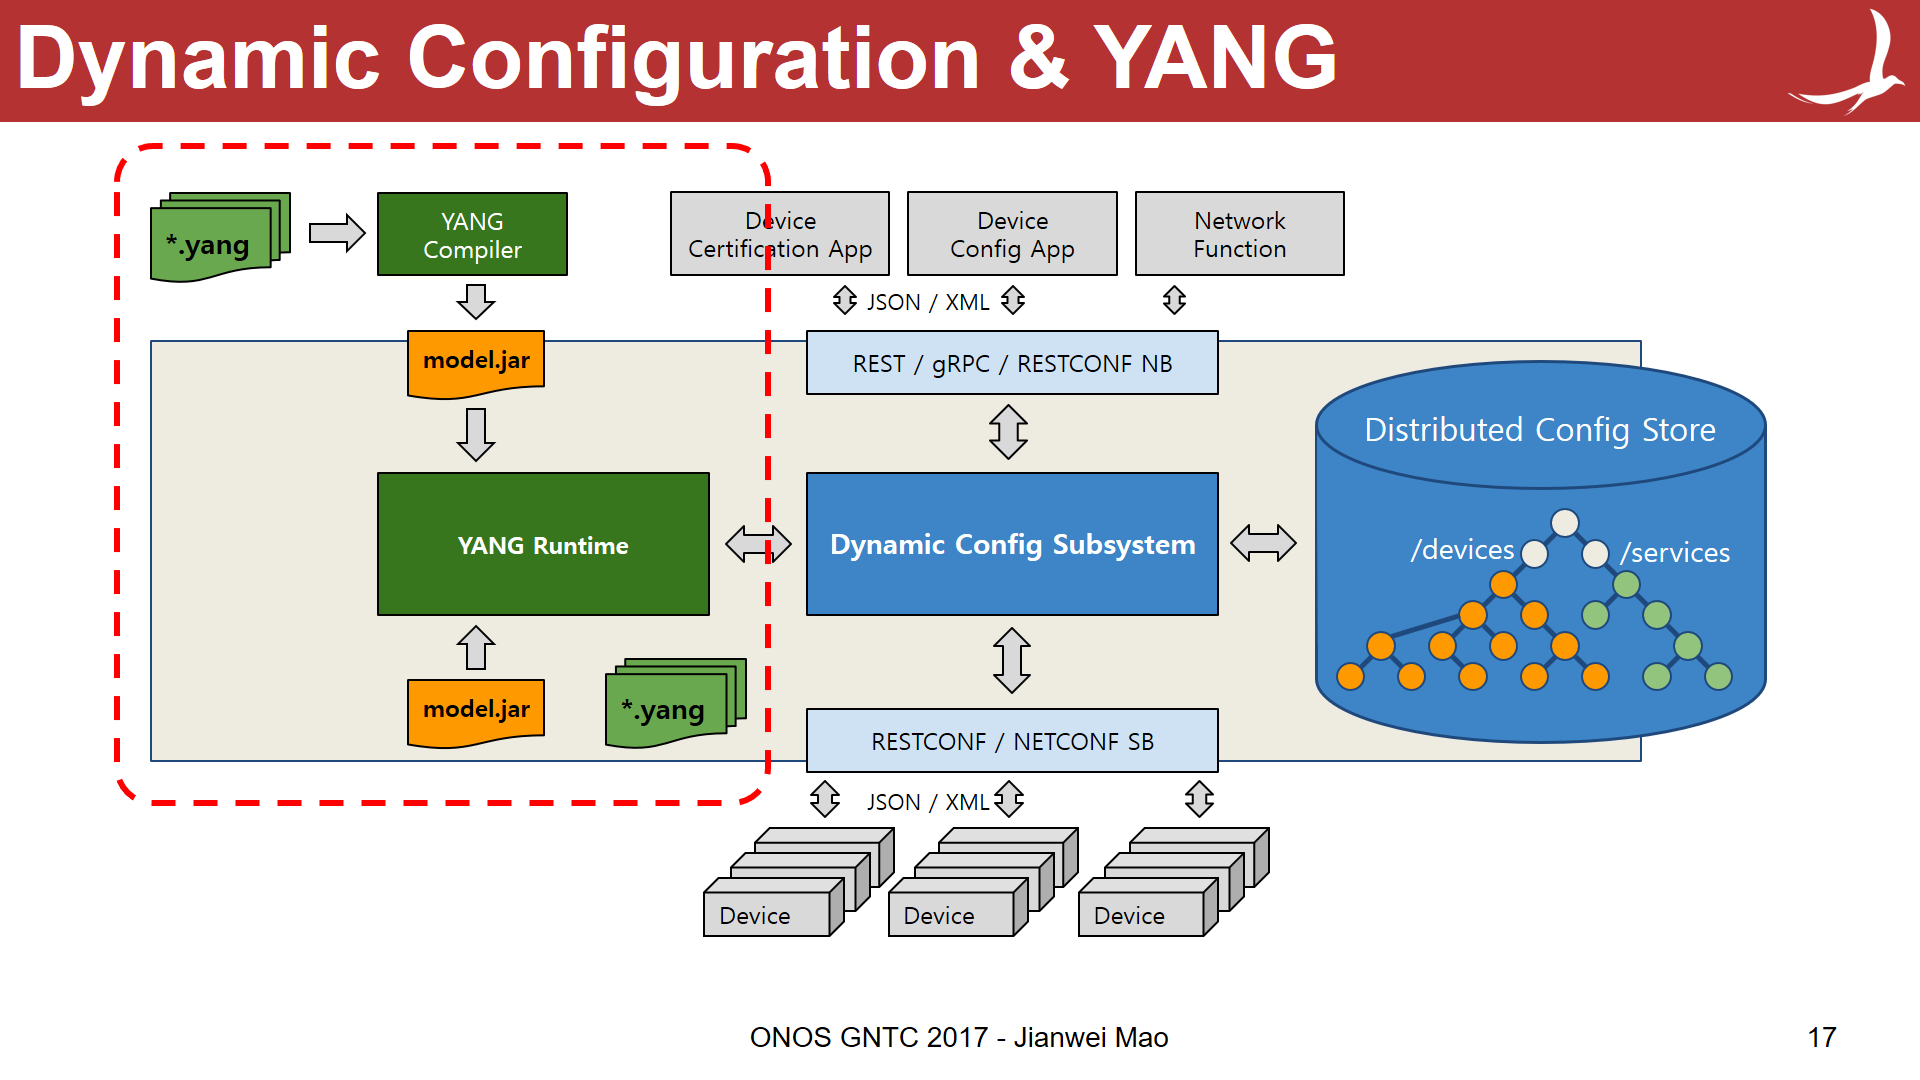 Dynamic Configuration & YANG
*.yang
YANG
Compiler
Device
Certification App
Device
Config App
Network
Function
JSON / XML
model.jar
REST / gRPC / RESTCONF NB
Distributed Config Store
YANG Runtime
Dynamic Config Subsystem
/devices
/services
model.jar
*.yang
RESTCONF / NETCONF SB
JSON / XML
Device
Device
Device
ONOS GNTC 2017 - Jianwei Mao
17